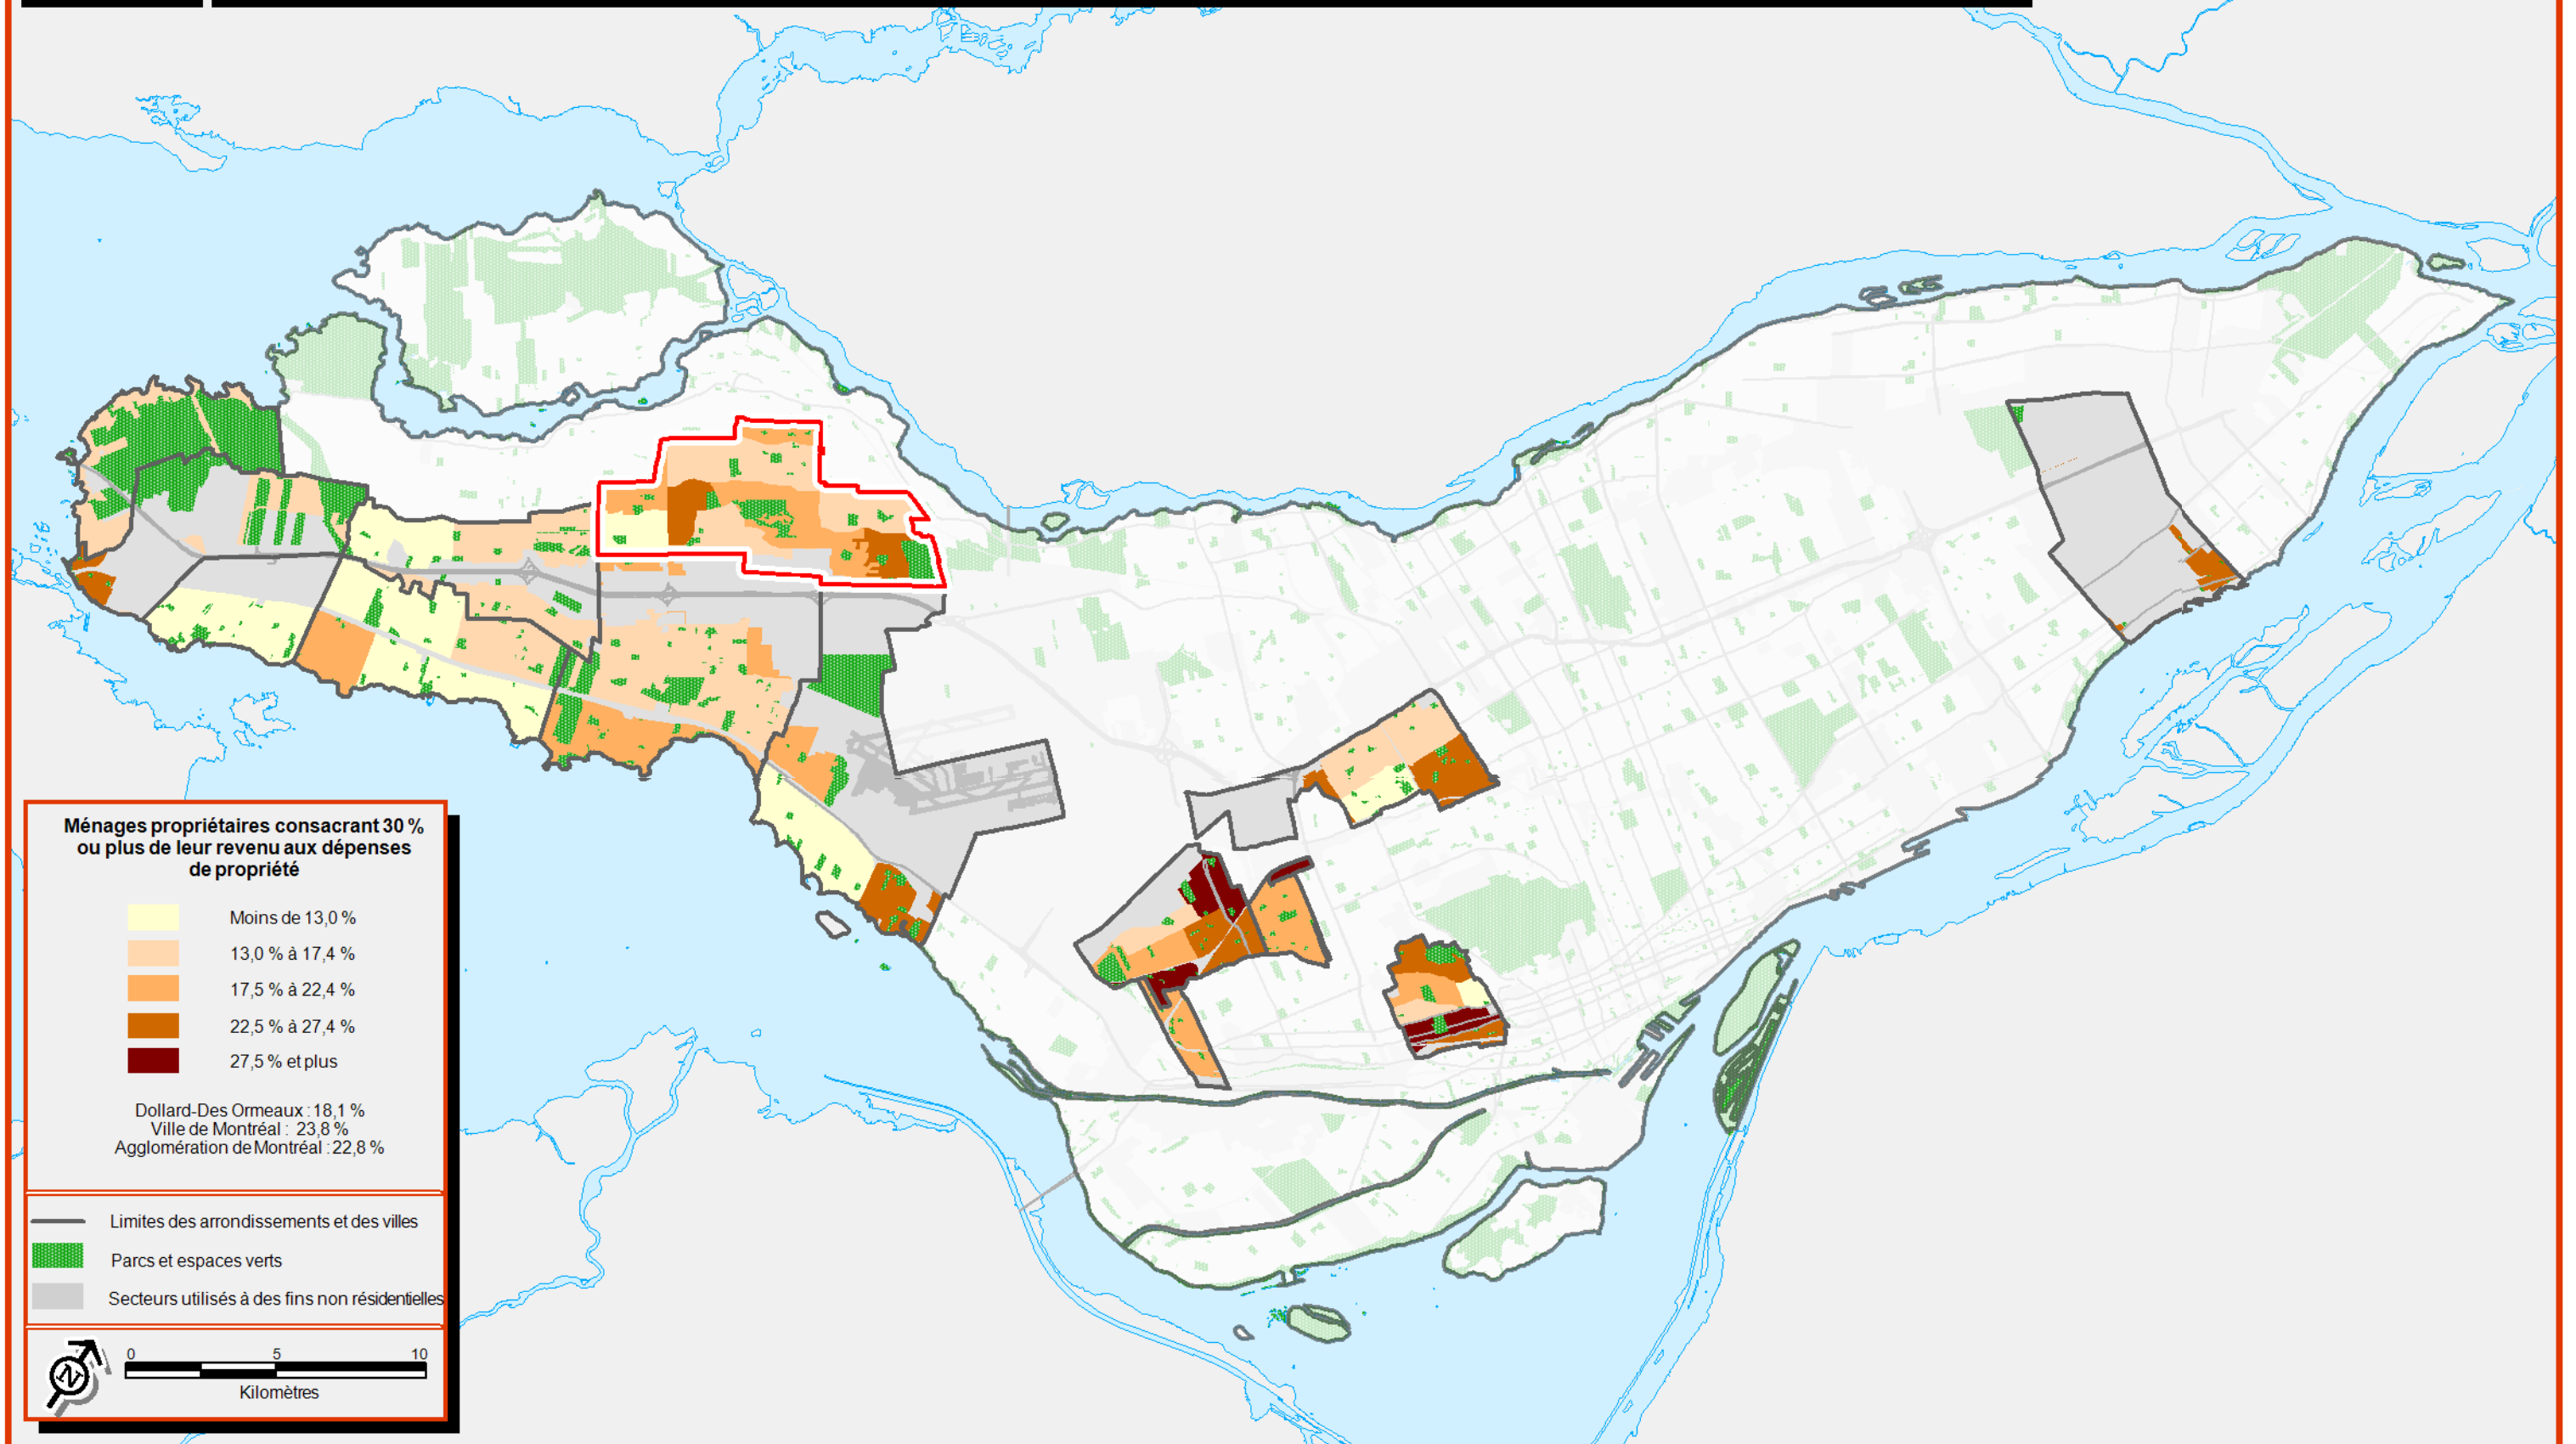 Ménages propriétaires consacrant 30 %
ou plus de leur revenu aux dépenses
de propriété
Moins de 13,0 %
13,0 % à 17,4 %
17,5 % à 22,4 %
22,5 % à 27,4 %
27,5 % et plus
Dollard-Des Ormeaux : 18,1 %
Ville de Montréal : 23,8 %
Agglomération de Montréal : 22,8 %
Limites des arrondissements et des villes
Parcs et espaces verts
Secteurs utilisés à des fins non résidentielles
N
0 5 10
Kilomètres